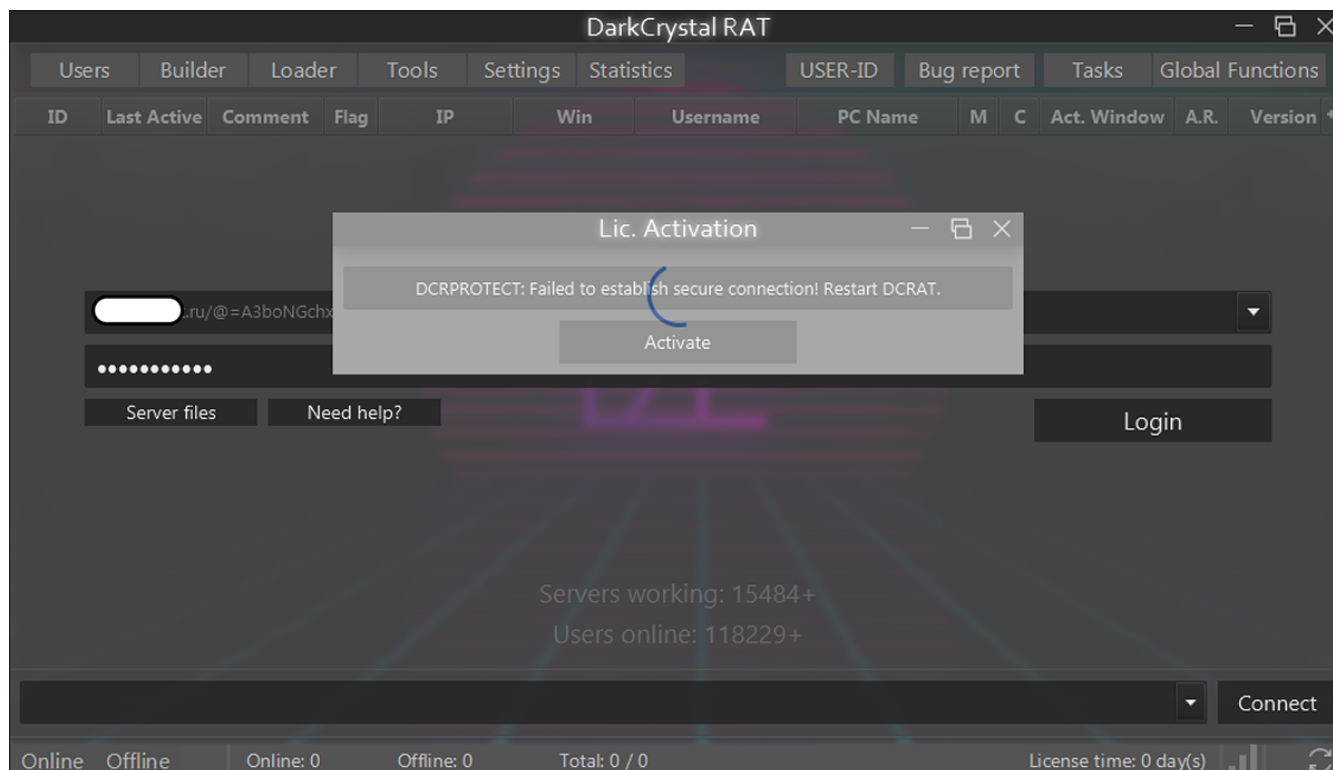 DarkCrystal RAT
Users Builder Loader Tools Settings Statistics USER-ID Bug report Tasks Global Functions
ID Last Active Comment Flag IP Win Username PC Name M C Act. Window A.R. Version
Lic. Activation
DCRPROTECT: Failed to establish secure connection! Restart DCRAT.
.ru/@=A3boNGch
Activate
•••••••••••
Server files Need help? Login
Servers working: 15484+
Users online: 118229+
Connect
Online Offline Online: 0 Offline: 0 Total: 0 / 0 License time: 0 day(s)